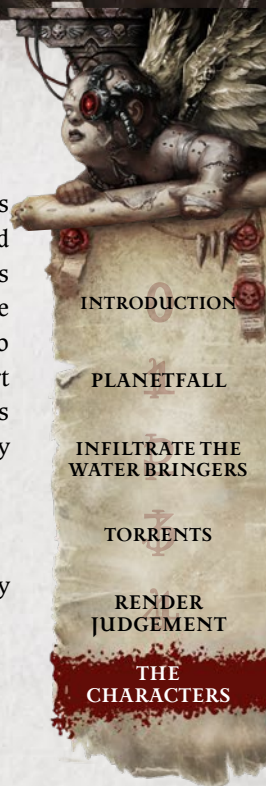 INTRODUCTION
PLANETFALL
INFILTRATE THE
WATER BRINGERS
TORRENTS
RENDER
JUDGEMENT
THE
CHARACTERS